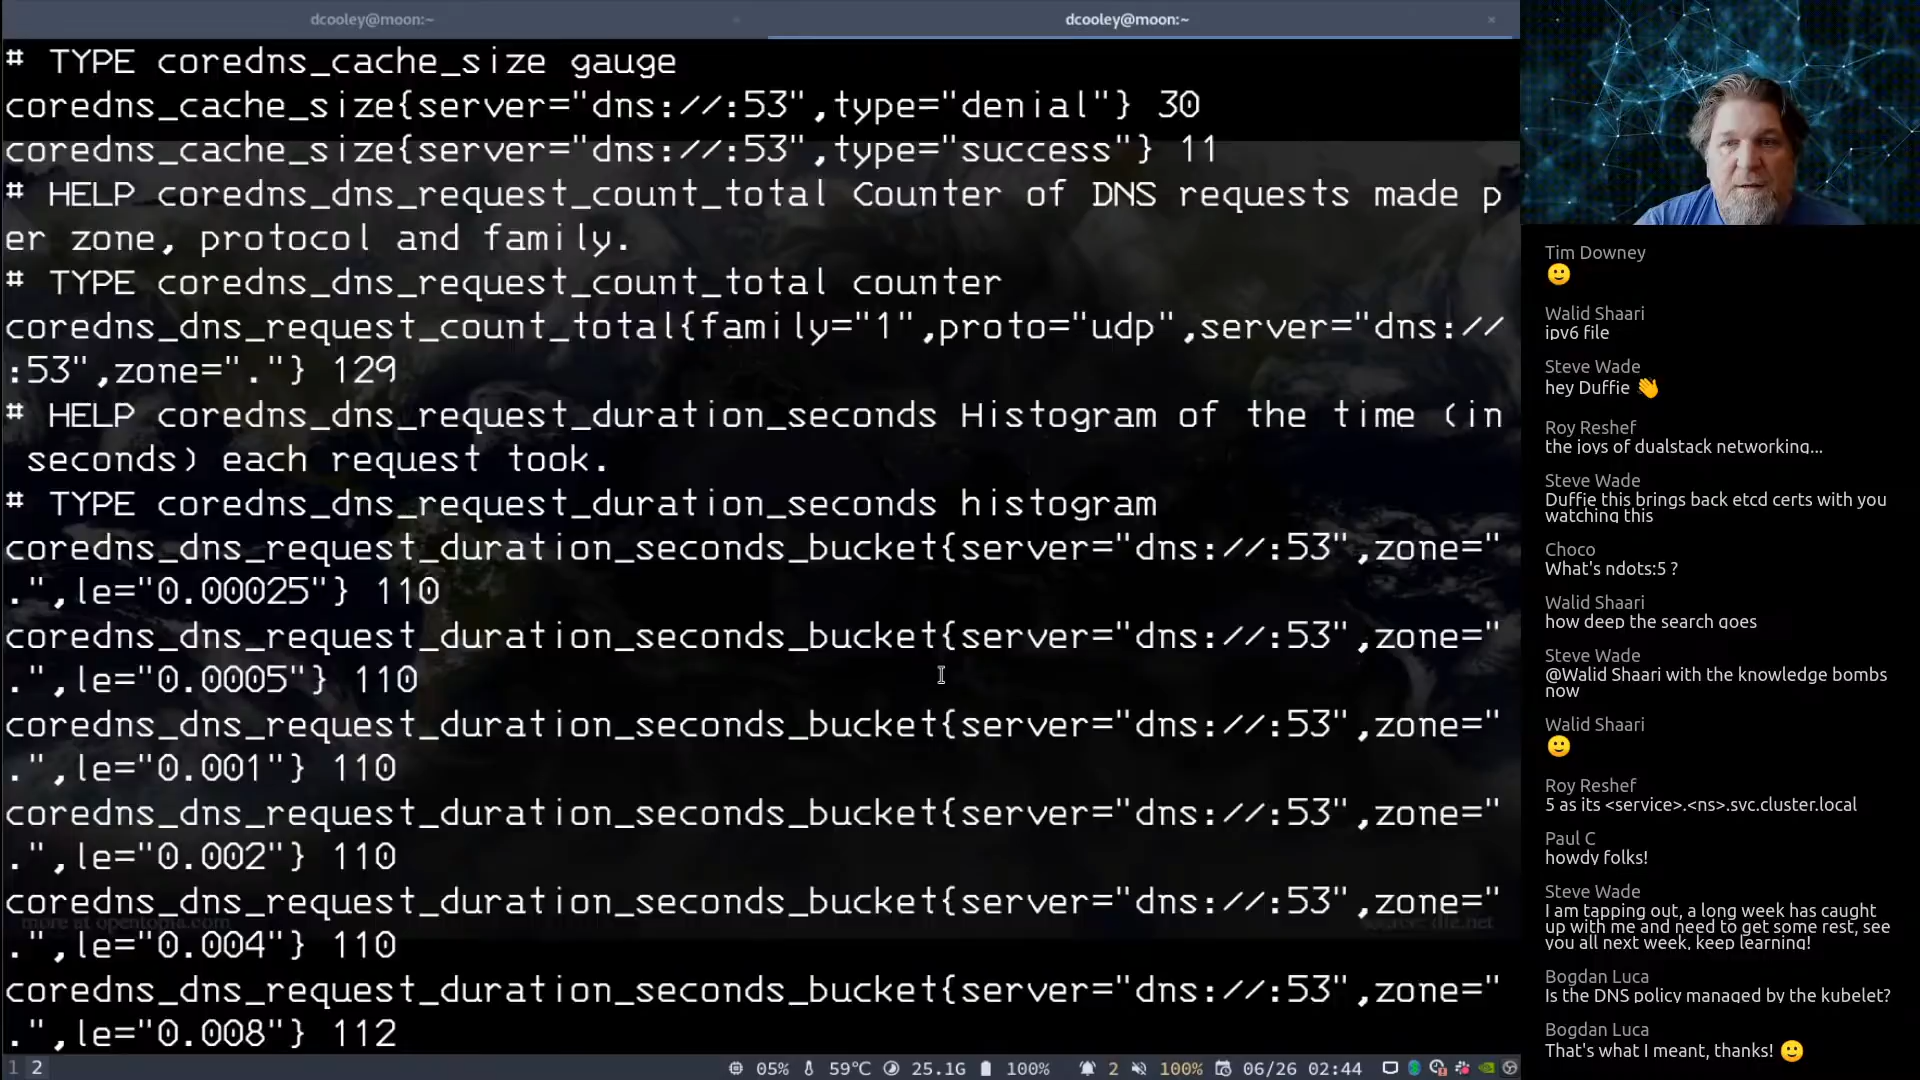 dcooley@moon:~
dcooley@moon:~
# TYPE coredns_cache_size gauge
coredns_cache_size{server="dns://:53",type="denial"} 30
coredns_cache_size{server="dns://:53",type="success"} 11
# HELP coredns_dns_request_count_total Counter of DNS requests made p
er zone, protocol and family.
# TYPE coredns_dns_request_count_total counter
coredns_dns_request_count_total{family="1",proto="udp",server="dns://
:53",zone="."} 129
# HELP coredns_dns_request_duration_seconds Histogram of the time (in
seconds) each request took.
# TYPE coredns_dns_request_duration_seconds histogram
coredns_dns_request_duration_seconds_bucket{server="dns://:53",zone="
.",le="0.00025"} 110
coredns_dns_request_duration_seconds_bucket{server="dns://:53",zone="
.",le="0.0005"} 110
coredns_dns_request_duration_seconds_bucket{server="dns://:53",zone="
.",le="0.001"} 110
coredns_dns_request_duration_seconds_bucket{server="dns://:53",zone="
.",le="0.002"} 110
coredns_dns_request_duration_seconds_bucket{server="dns://:53",zone="
.",le="0.004"} 110
coredns_dns_request_duration_seconds_bucket{server="dns://:53",zone="
.",le="0.008"} 112
more at opentopia.com
source: dfe.net
1 2
05% 59°C 25.1G 100% 2 100% 06/26 02:44
Tim Downey
🙂
Walid Shaari
ipv6 file
Steve Wade
hey Duffie 👋
Roy Reshef
the joys of dualstack networking...
Steve Wade
Duffie this brings back etcd certs with you
watching this
Choco
What's ndots:5 ?
Walid Shaari
how deep the search goes
Steve Wade
@Walid Shaari with the knowledge bombs
now
Walid Shaari
🙂
Roy Reshef
5 as its <service>.<ns>.svc.cluster.local
Paul C
howdy folks!
Steve Wade
I am tapping out, a long week has caught
up with me and need to get some rest, see
you all next week, keep learning!
Bogdan Luca
Is the DNS policy managed by the kubelet?
Bogdan Luca
That's what I meant, thanks! 🙂